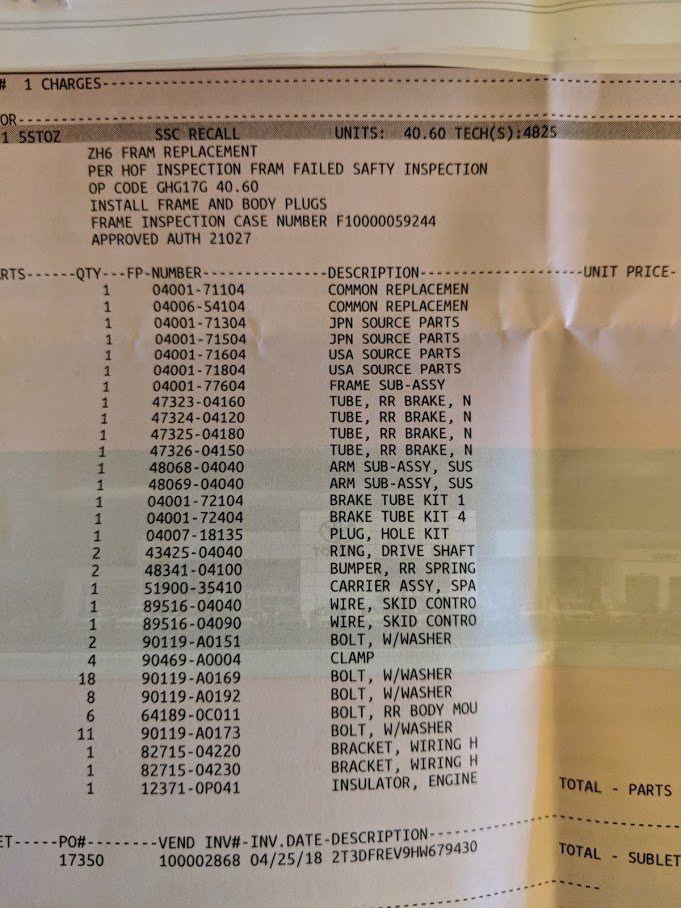 # 1 CHARGES
OR
1 55TOZ SSC RECALL UNITS: 40.60 TECH(S):4825
ZH6 FRAM REPLACEMENT
PER HOF INSPECTION FRAM FAILED SAFTY INSPECTION
OP CODE GHG17G 40.60
INSTALL FRAME AND BODY PLUGS
FRAME INSPECTION CASE NUMBER F10000059244
APPROVED AUTH 21027
RTS------QTY---FP-NUMBER---------------DESCRIPTION--------------------UNIT PRICE-
1 04001-71104 COMMON REPLACEMEN
1 04006-54104 COMMON REPLACEMEN
1 04001-71304 JPN SOURCE PARTS
1 04001-71504 JPN SOURCE PARTS
1 04001-71604 USA SOURCE PARTS
1 04001-71804 USA SOURCE PARTS
1 04001-77604 FRAME SUB-ASSY
1 47323-04160 TUBE, RR BRAKE, N
1 47324-04120 TUBE, RR BRAKE, N
1 47325-04180 TUBE, RR BRAKE, N
1 47326-04150 TUBE, RR BRAKE, N
1 48068-04040 ARM SUB-ASSY, SUS
1 48069-04040 ARM SUB-ASSY, SUS
1 04001-72104 BRAKE TUBE KIT 1
1 04001-72404 BRAKE TUBE KIT 4
1 04007-18135 PLUG, HOLE KIT
2 43425-04040 RING, DRIVE SHAFT
2 48341-04100 BUMPER, RR SPRING
1 51900-35410 CARRIER ASSY, SPA
1 89516-04040 WIRE, SKID CONTRO
1 89516-04090 WIRE, SKID CONTRO
2 90119-A0151 BOLT, W/WASHER
4 90469-A0004 CLAMP
18 90119-A0169 BOLT, W/WASHER
8 90119-A0192 BOLT, W/WASHER
6 64189-0C011 BOLT, RR BODY MOU
11 90119-A0173 BOLT, W/WASHER
1 82715-04220 BRACKET, WIRING H
1 82715-04230 BRACKET, WIRING H
1 12371-0P041 INSULATOR, ENGINE
TOTAL - PARTS
ET-----PO#--------VEND INV#-INV.DATE-DESCRIPTION
17350 100002868 04/25/18 2T3DFREV9HW679430
TOTAL - SUBLET